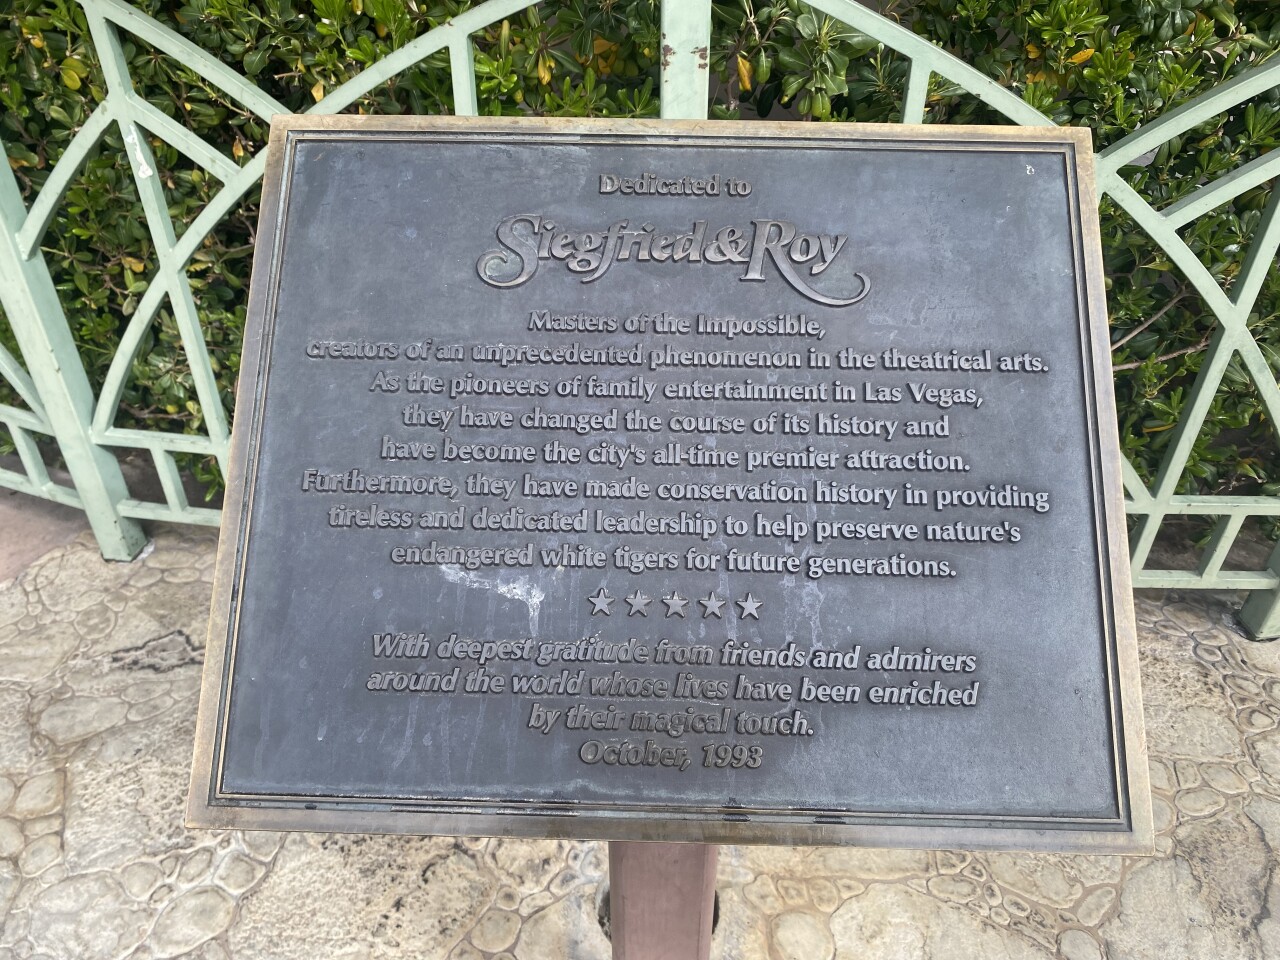 Dedicated to
Siegfried & Roy
Masters of the Impossible,
creators of an unprecedented phenomenon in the theatrical arts.
As the pioneers of family entertainment in Las Vegas,
they have changed the course of its history and
have become the city's all-time premier attraction.
Furthermore, they have made conservation history in providing
tireless and dedicated leadership to help preserve nature's
endangered white tigers for future generations.
★ ★ ★ ★ ★
With deepest gratitude from friends and admirers
around the world whose lives have been enriched
by their magical touch.
October, 1993